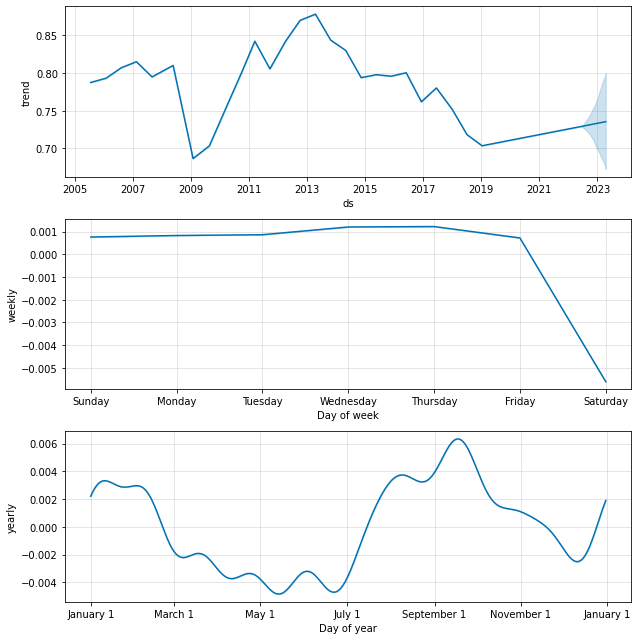 0.85
0.80
0.75
0.70
trend
2005 2007 2009 2011 2013 2015 2017 2019 2021 2023
ds
0.001
0.000
−0.001
−0.002
−0.003
−0.004
−0.005
weekly
Sunday Monday Tuesday Wednesday Thursday Friday Saturday
Day of week
0.006
0.004
0.002
0.000
−0.002
−0.004
yearly
January 1 March 1 May 1 July 1 September 1 November 1 January 1
Day of year